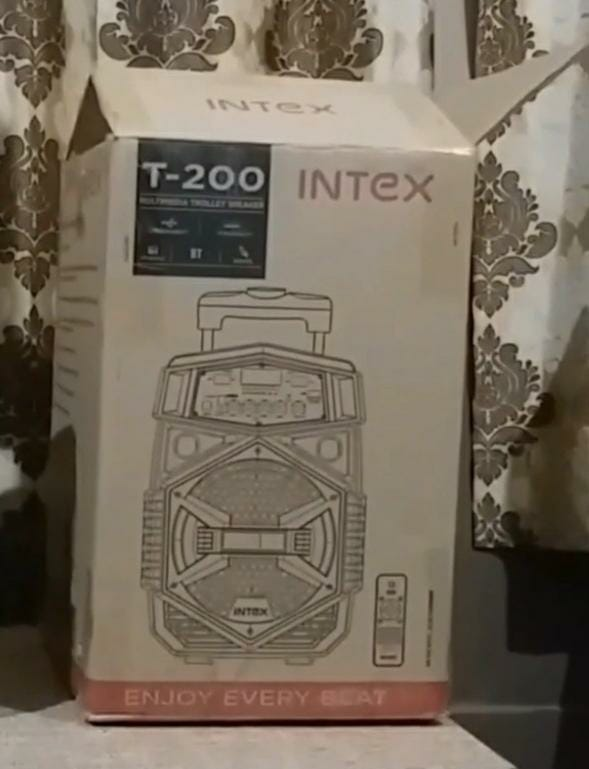 INTEX
T-200
MULTIMEDIA TROLLEY SPEAKER
BT
INTEX
INTEX
ENJOY EVERY BEAT